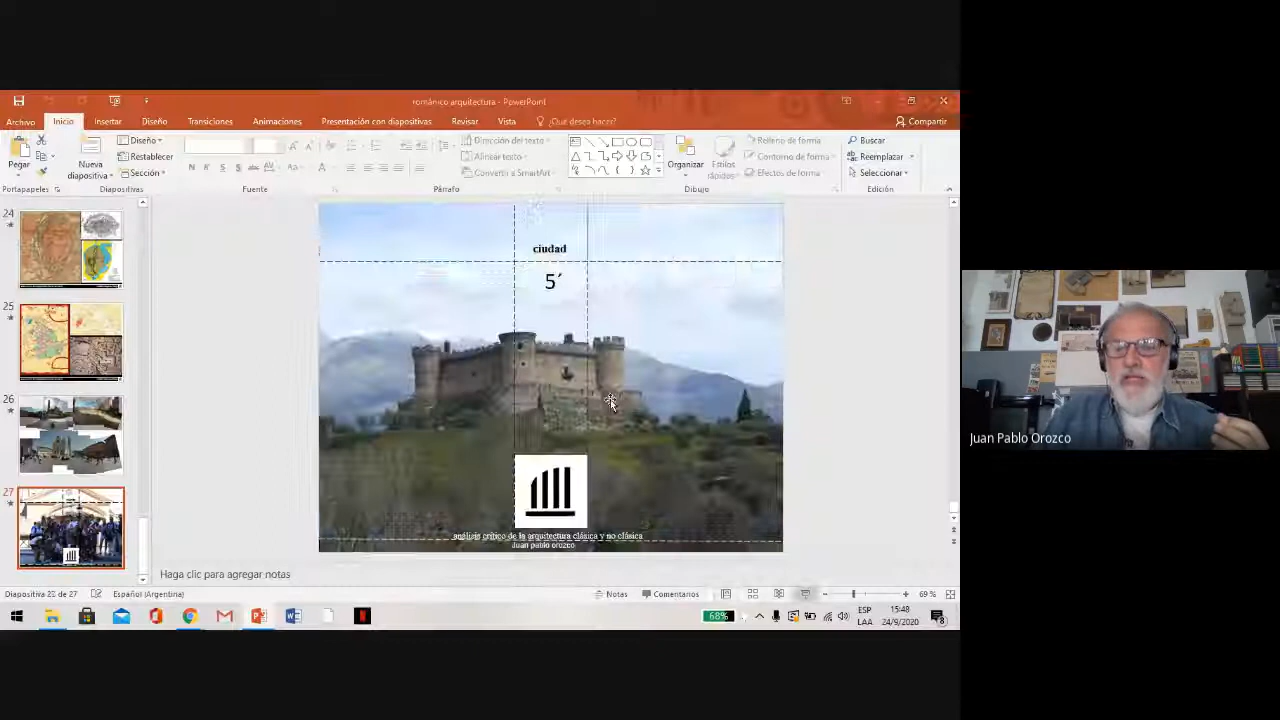 románico arquitectura - PowerPoint
Archivo Inicio Insertar Diseño Transiciones Animaciones Presentación con diapositivas Revisar Vista ¿Qué desea hacer? Compartir
Pegar
Nueva diapositiva
Diseño
Restablecer
Sección
N K S abc AV Aa A
Dirección del texto
Alinear texto
Convertir a SmartArt
Organizar
Estilos rápidos
Relleno de forma
Contorno de forma
Efectos de forma
Buscar
Reemplazar
Seleccionar
Portapapeles Diapositivas Fuente Párrafo Dibujo Edición
24
25
26
27
ciudad
5´
análisis crítico de la arquitectura clásica y no clásica
Juan pablo orozco
Juan Pablo Orozco
Haga clic para agregar notas
Español (Argentina) Notas Comentarios 69 %
68% ESP LAA 15:48 24/9/2020